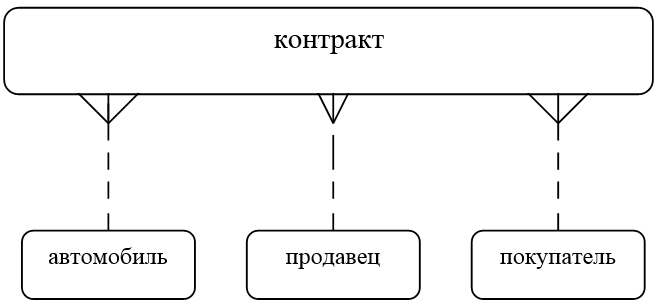 контракт
автомобиль
продавец
покупатель